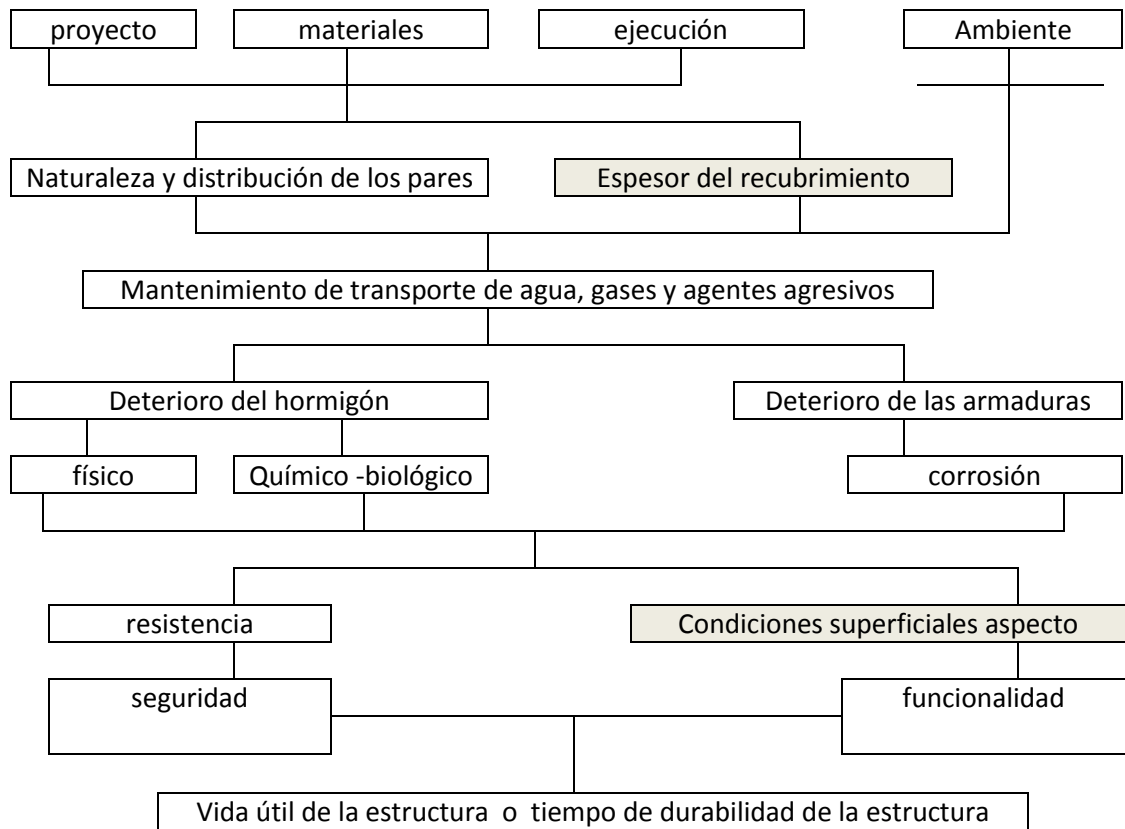 proyecto
materiales
ejecución
Ambiente
Naturaleza y distribución de los pares
Espesor del recubrimiento
Mantenimiento de transporte de agua, gases y agentes agresivos
Deterioro del hormigón
Deterioro de las armaduras
físico
Químico -biológico
corrosión
resistencia
Condiciones superficiales aspecto
seguridad
funcionalidad
Vida útil de la estructura o tiempo de durabilidad de la estructura